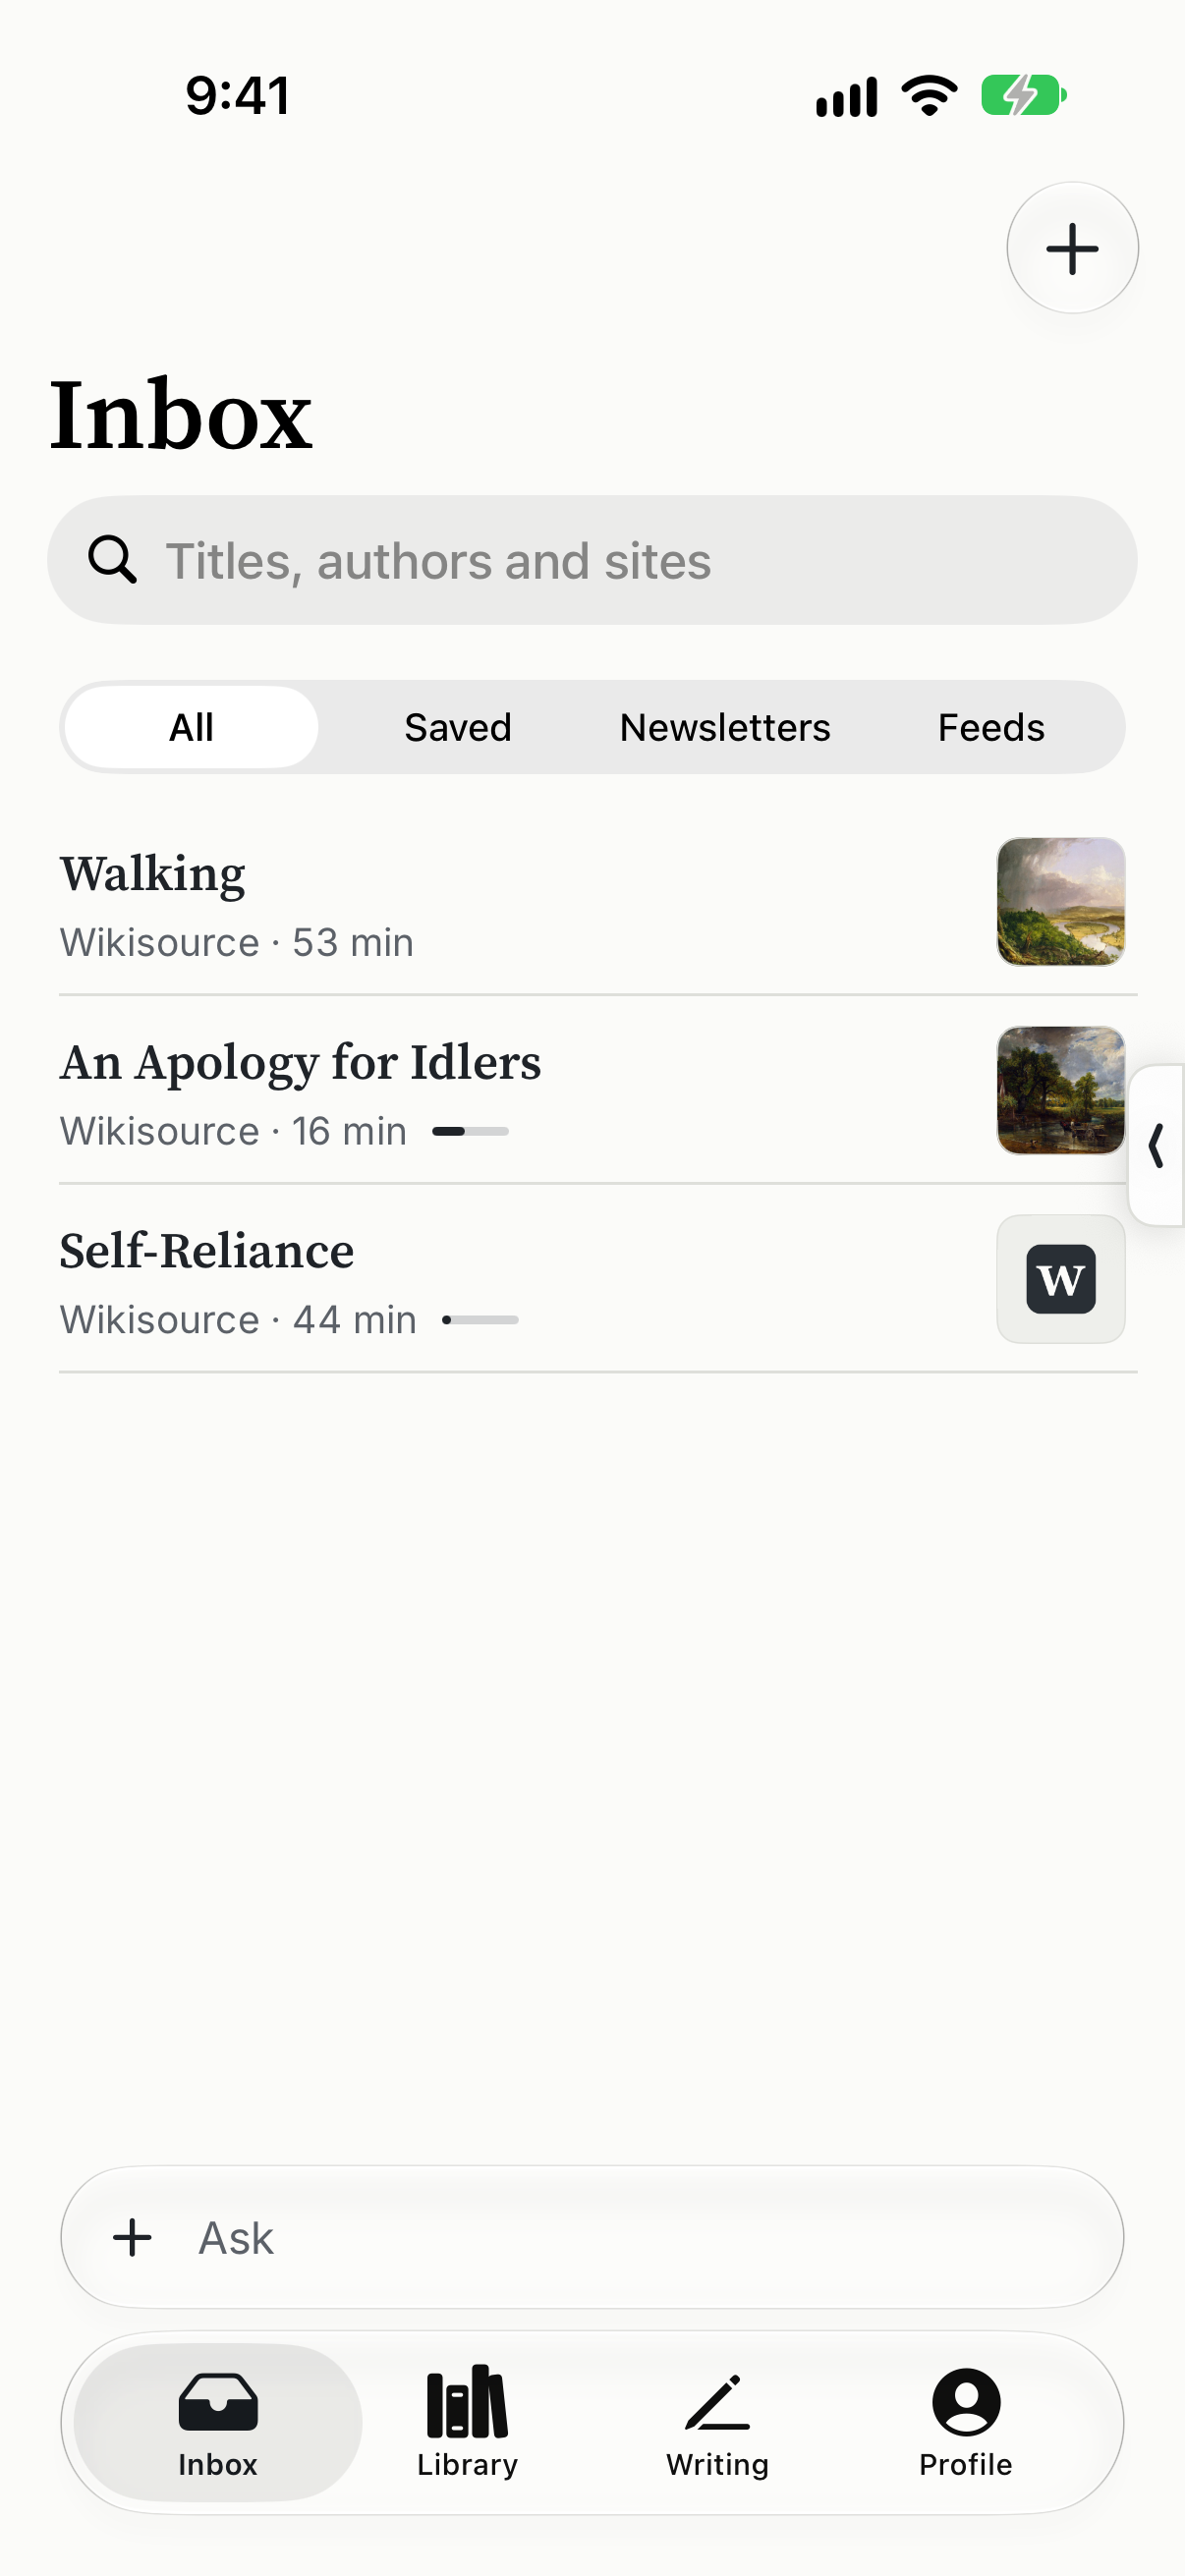 9:41
Inbox
Titles, authors and sites
All Saved Newsletters Feeds
Walking
Wikisource · 53 min
An Apology for Idlers
Wikisource · 16 min
Self-Reliance
Wikisource · 44 min
W
Ask
Inbox Library Writing Profile